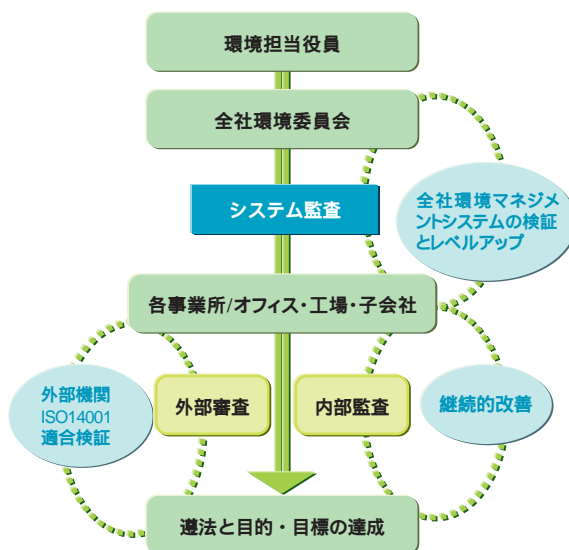 環境担当役員
全社環境委員会
システム監査
全社環境マネジメ
ントシステムの検証
とレベルアップ
各事業所/オフィス・工場・子会社
外部機関
ISO14001
適合検証
外部審査
内部監査
継続的改善
遵法と目的・目標の達成